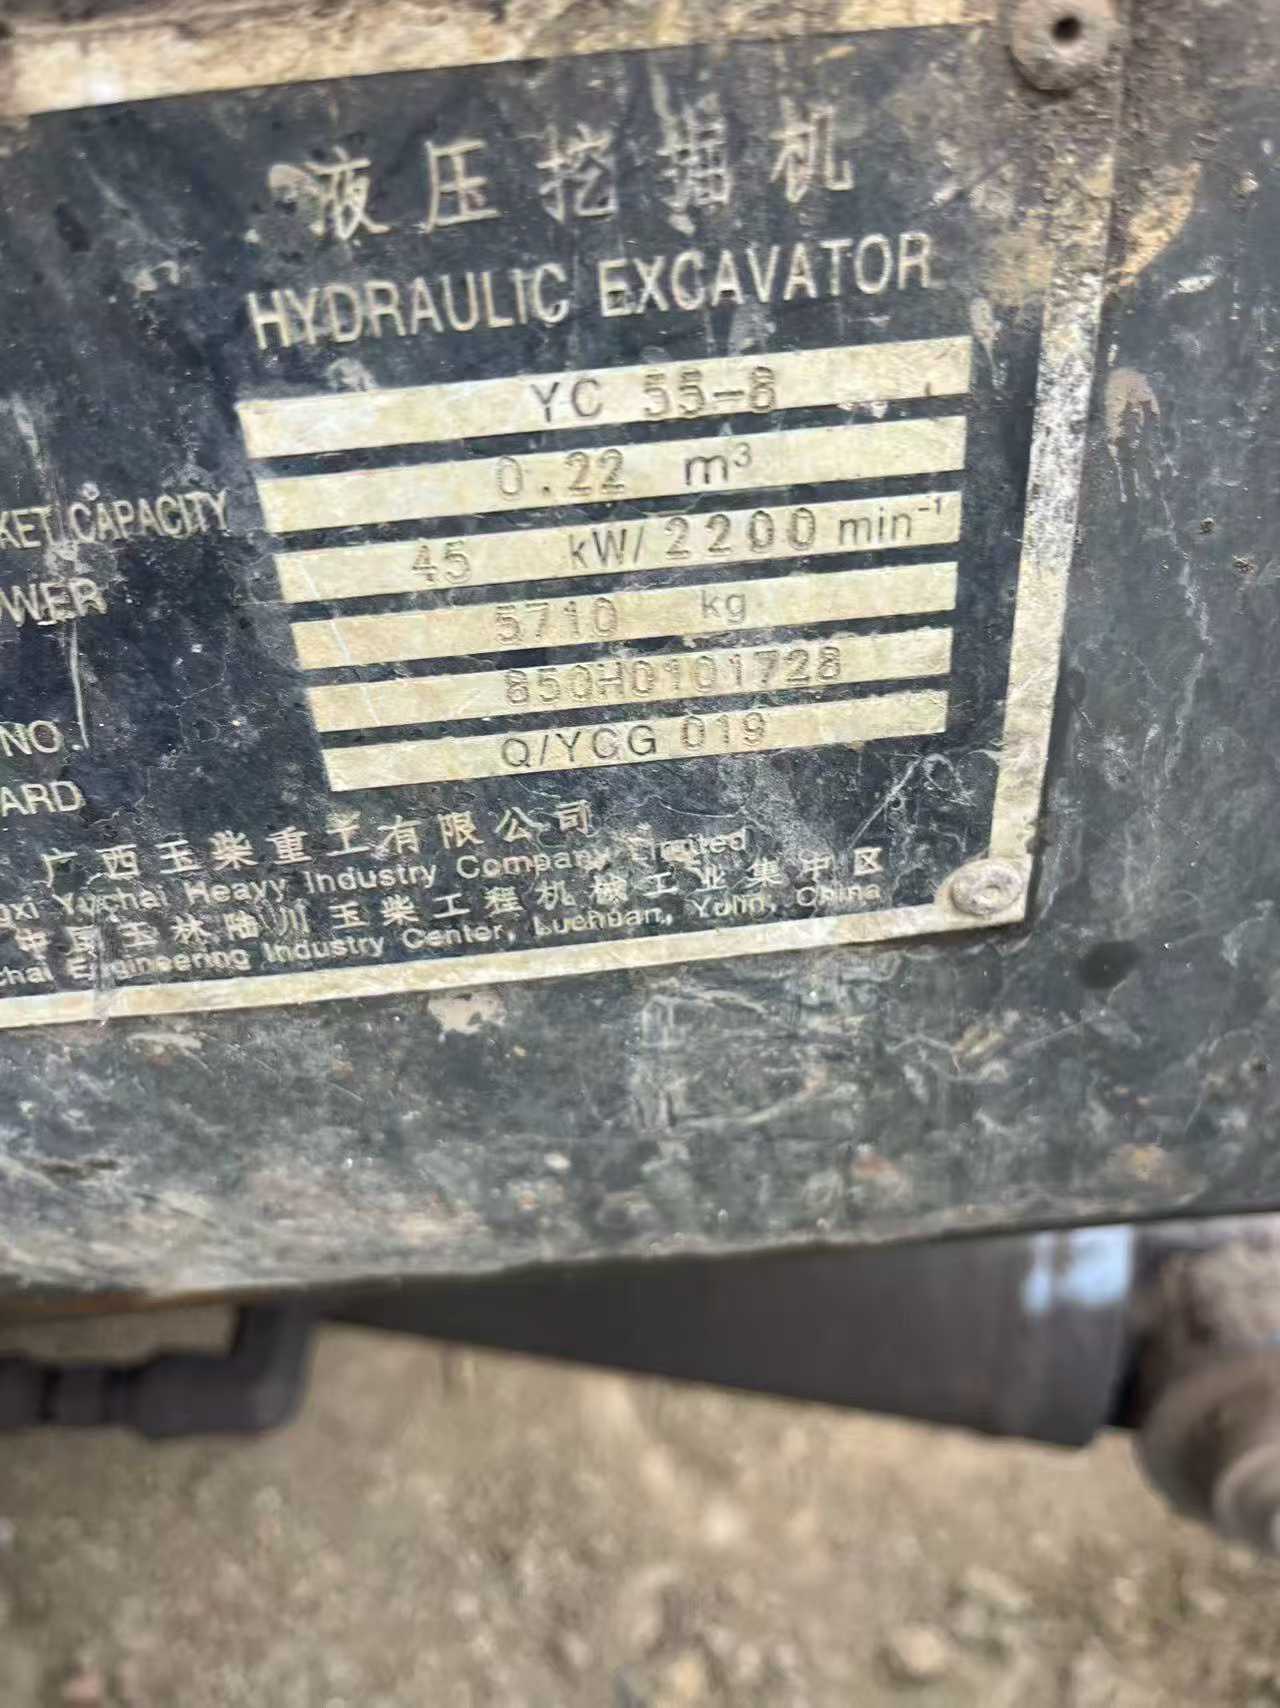 液压挖掘机
HYDRAULIC EXCAVATOR
YC 55-8
KET CAPACITY 0.22 m³
OWER 45 kW/2200 min⁻¹
5710 kg
NO. 850H0101728
ARD Q/YCG 019
广西玉柴重工有限公司
gxi Yuchai Heavy Industry Company Limited
中国玉林陆川玉柴工程机械工业集中区
chai Engineering Industry Center, Luchuan, Yulin, China